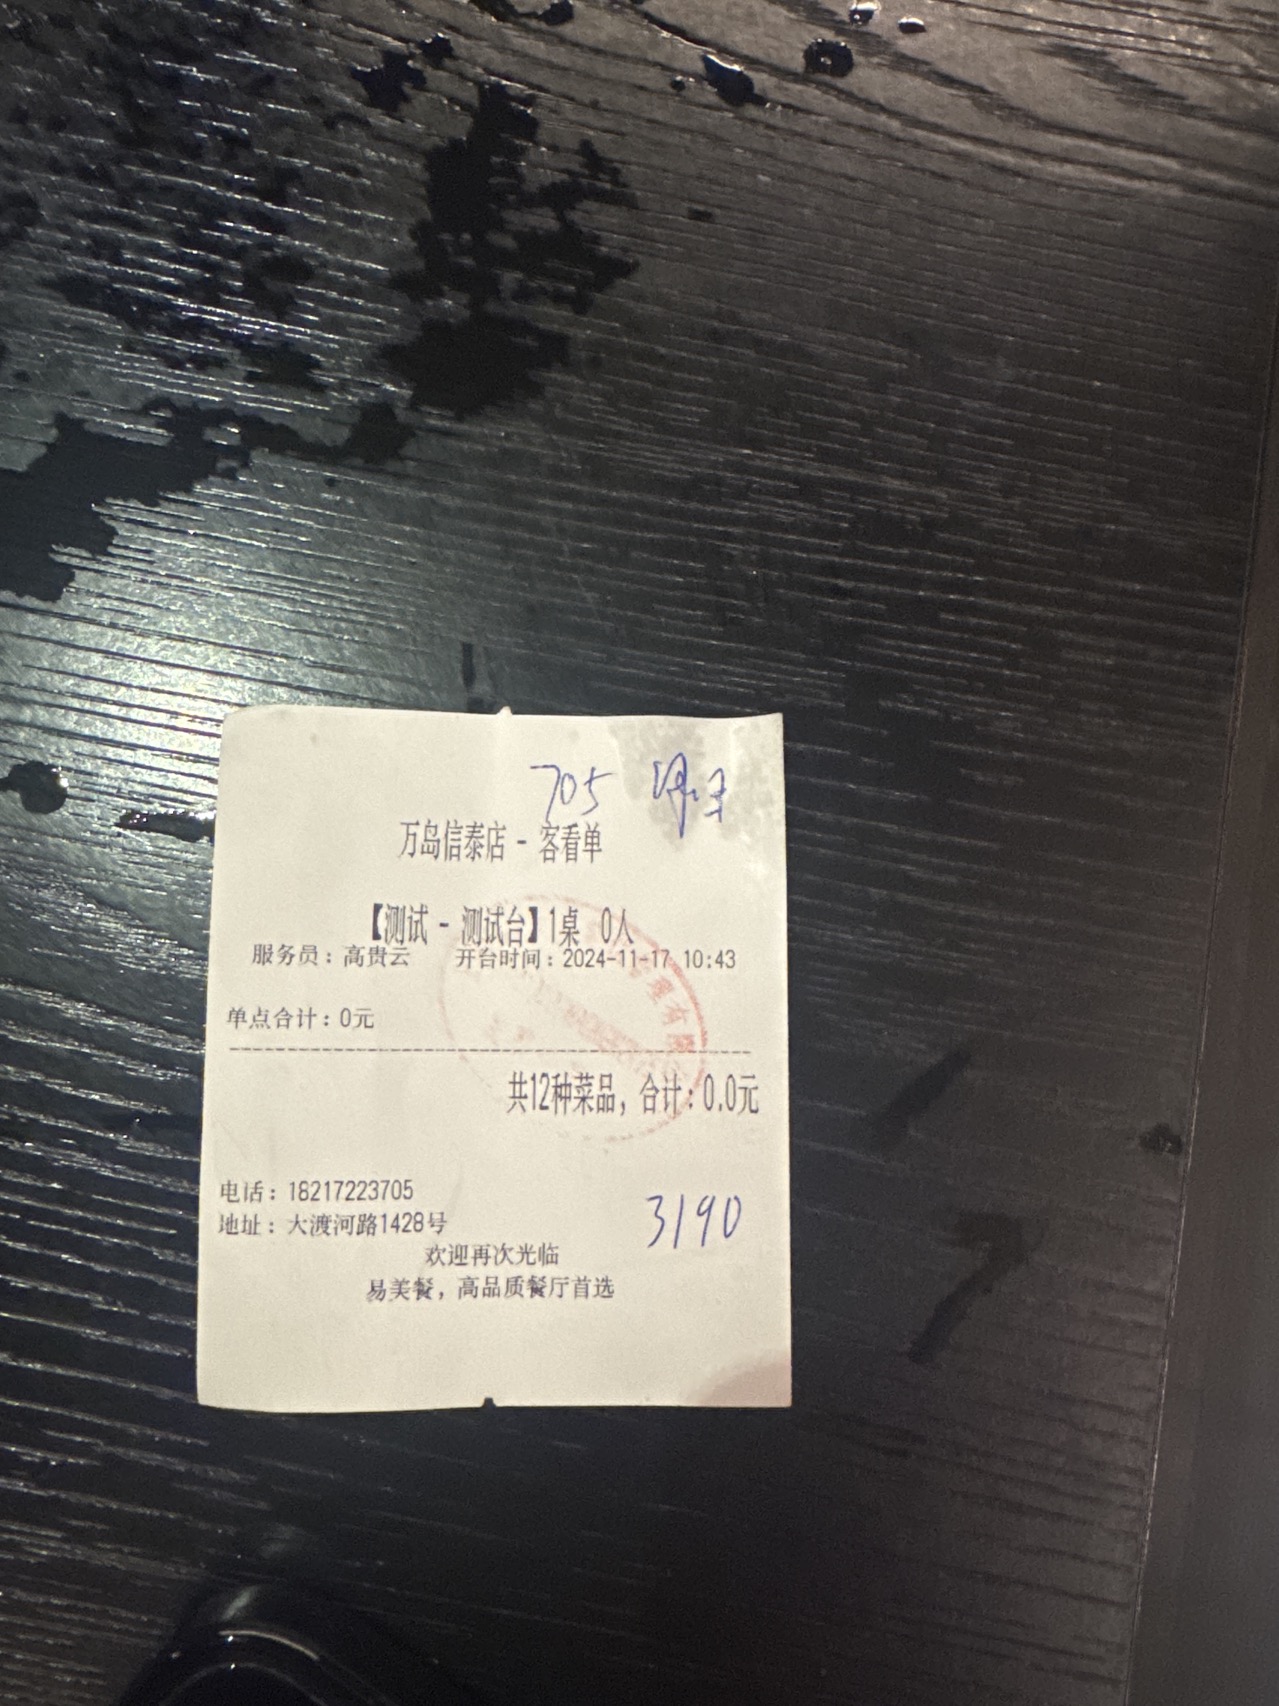 705
万岛信泰店 - 客看单
【测试 - 测试台】1桌 0人
服务员：高贵云 开台时间：2024-11-17 10:43
单点合计：0元
共12种菜品，合计：0.0元
电话：18217223705
地址：大渡河路1428号
3190
欢迎再次光临
易美餐，高品质餐厅首选